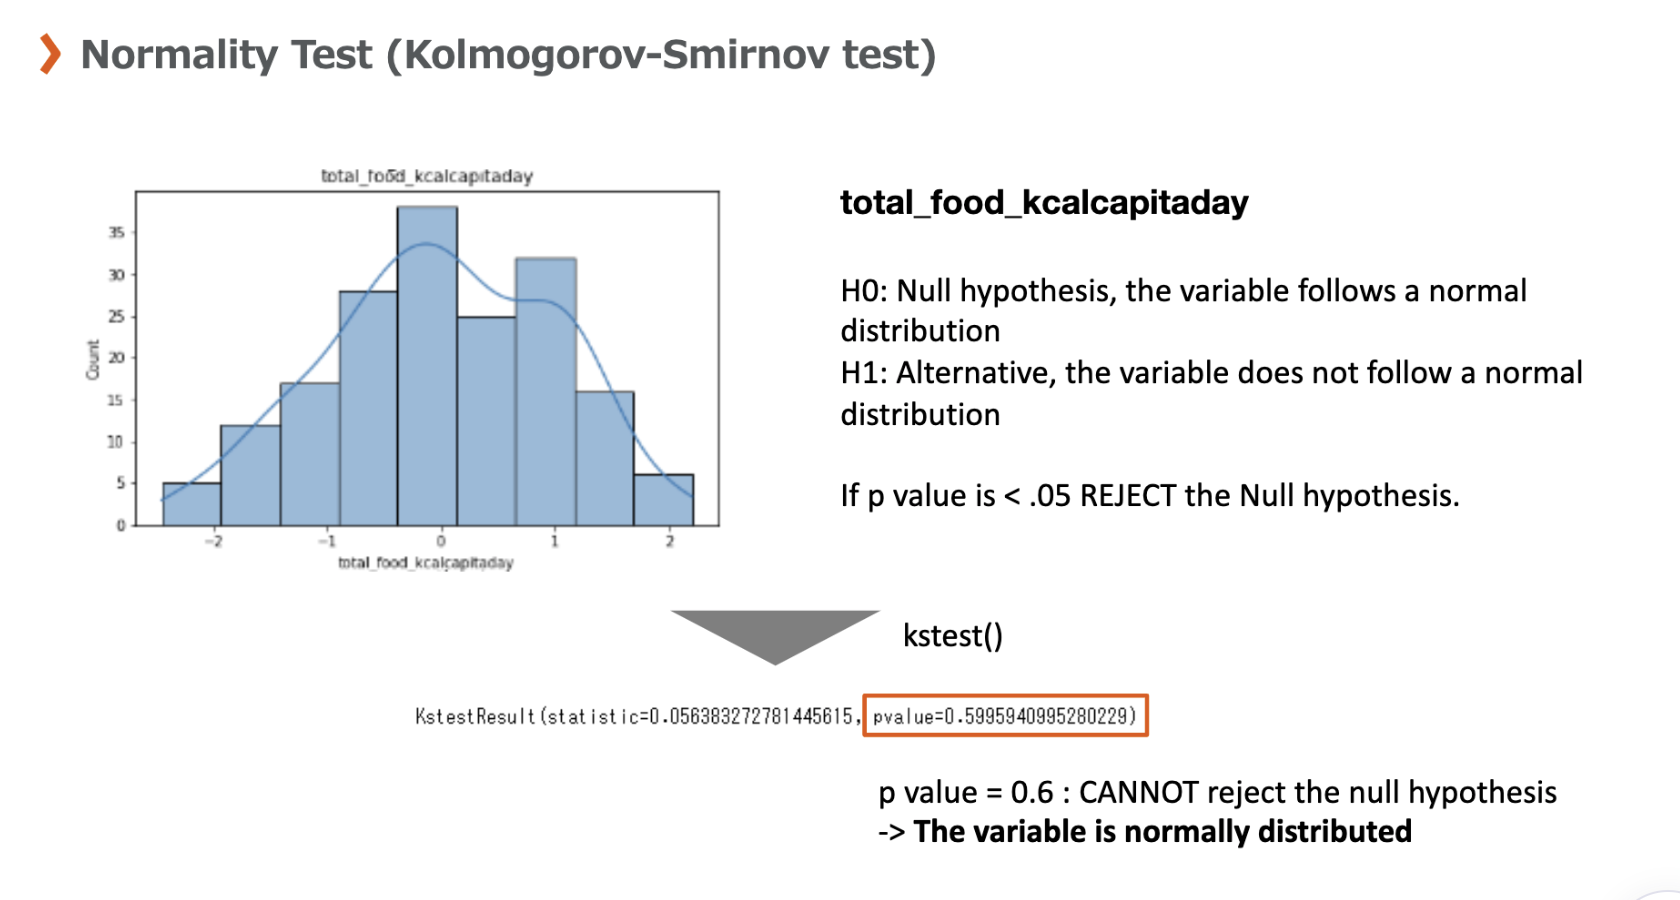 Normality Test (Kolmogorov-Smirnov test)
total_food_kcalcapitaday
35
30
25
20
15
10
5
0
Count
-2
-1
0
1
2
total_food_kcalcapitaday
total_food_kcalcapitaday
H0: Null hypothesis, the variable follows a normal
distribution
H1: Alternative, the variable does not follow a normal
distribution
If p value is < .05 REJECT the Null hypothesis.
kstest()
KstestResult(statistic=0.056383272781445615, pvalue=0.5995940995280229)
p value = 0.6 : CANNOT reject the null hypothesis
-> The variable is normally distributed